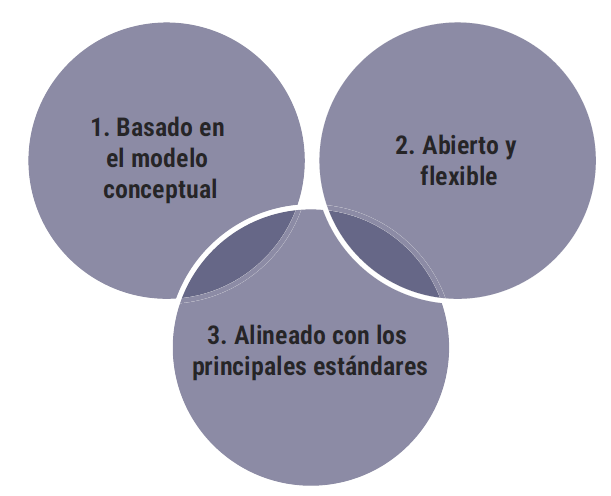 1. Basado en
el modelo
conceptual
2. Abierto y
flexible
3. Alineado con los
principales estándares